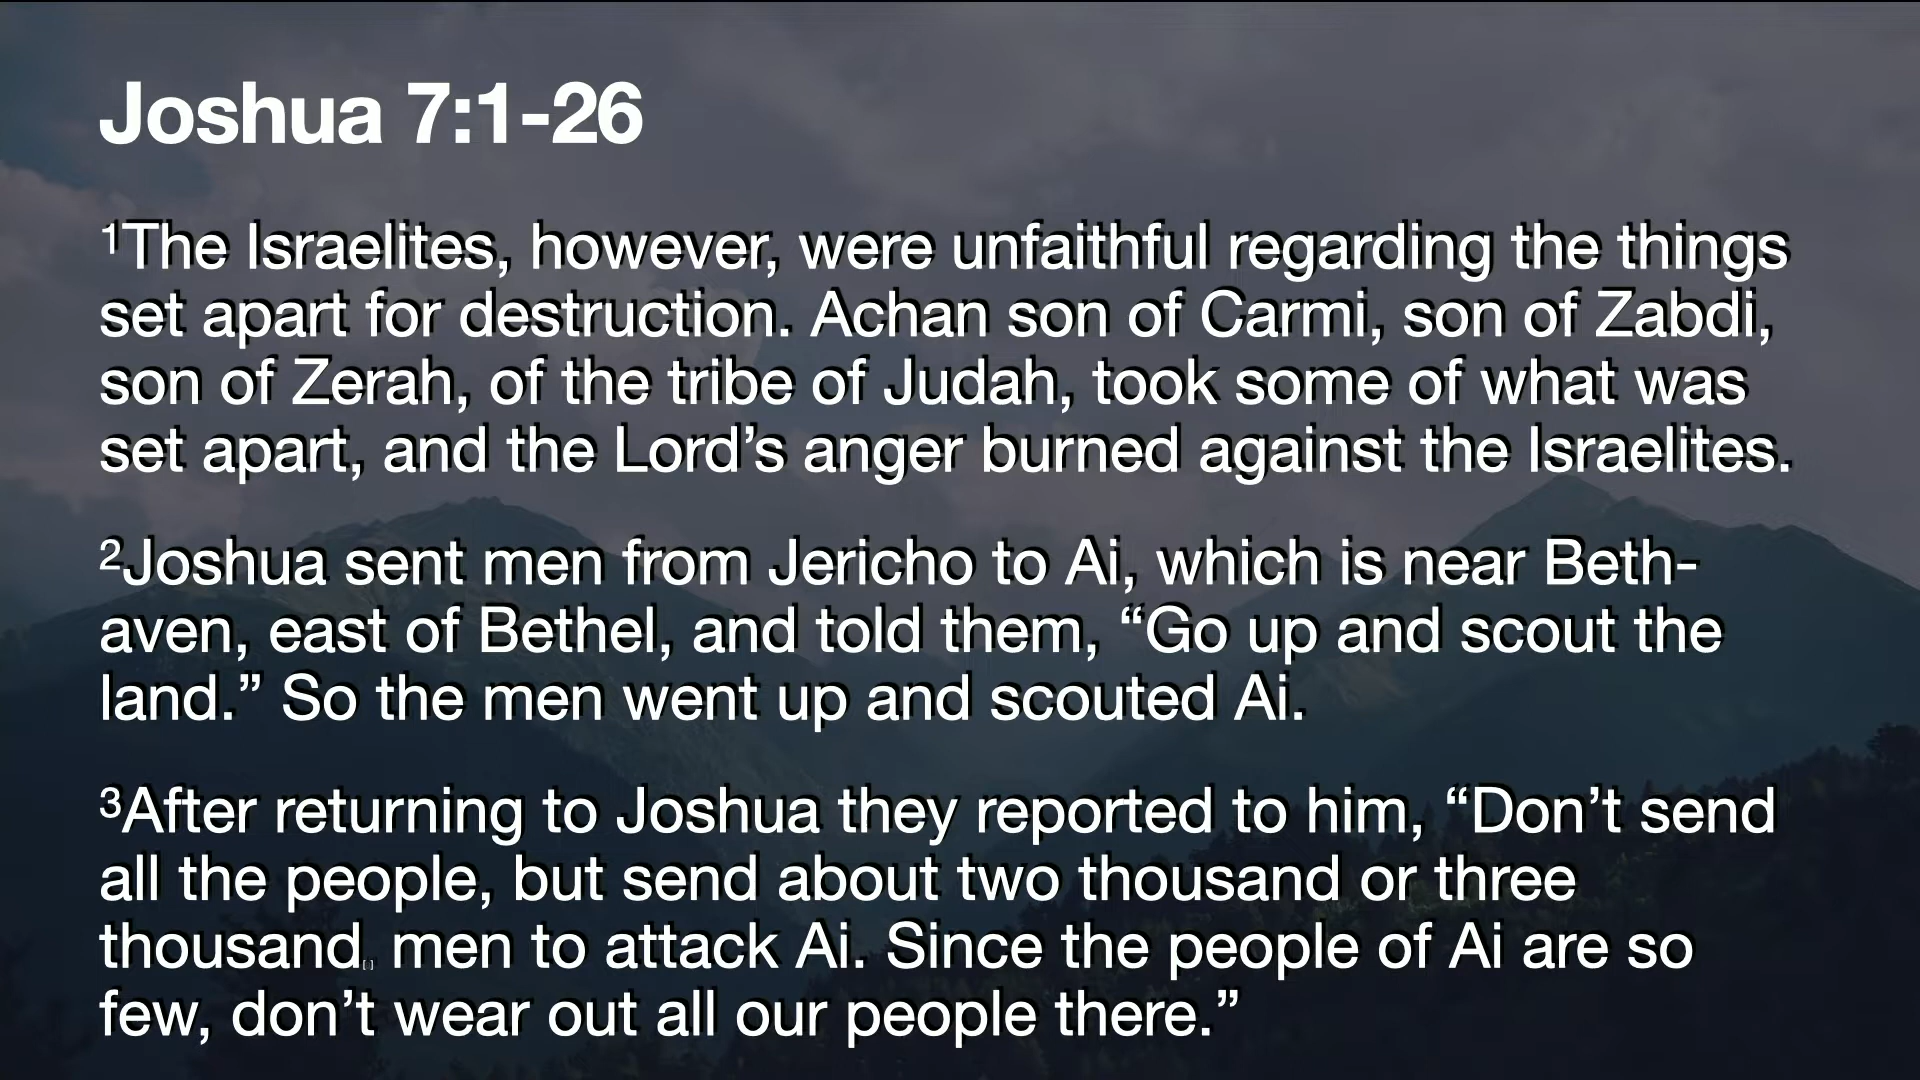 Joshua 7:1-26
¹The Israelites, however, were unfaithful regarding the things
set apart for destruction. Achan son of Carmi, son of Zabdi,
son of Zerah, of the tribe of Judah, took some of what was
set apart, and the Lord’s anger burned against the Israelites.
²Joshua sent men from Jericho to Ai, which is near Beth-
aven, east of Bethel, and told them, “Go up and scout the
land.” So the men went up and scouted Ai.
³After returning to Joshua they reported to him, “Don’t send
all the people, but send about two thousand or three
thousand[ ] men to attack Ai. Since the people of Ai are so
few, don’t wear out all our people there.”